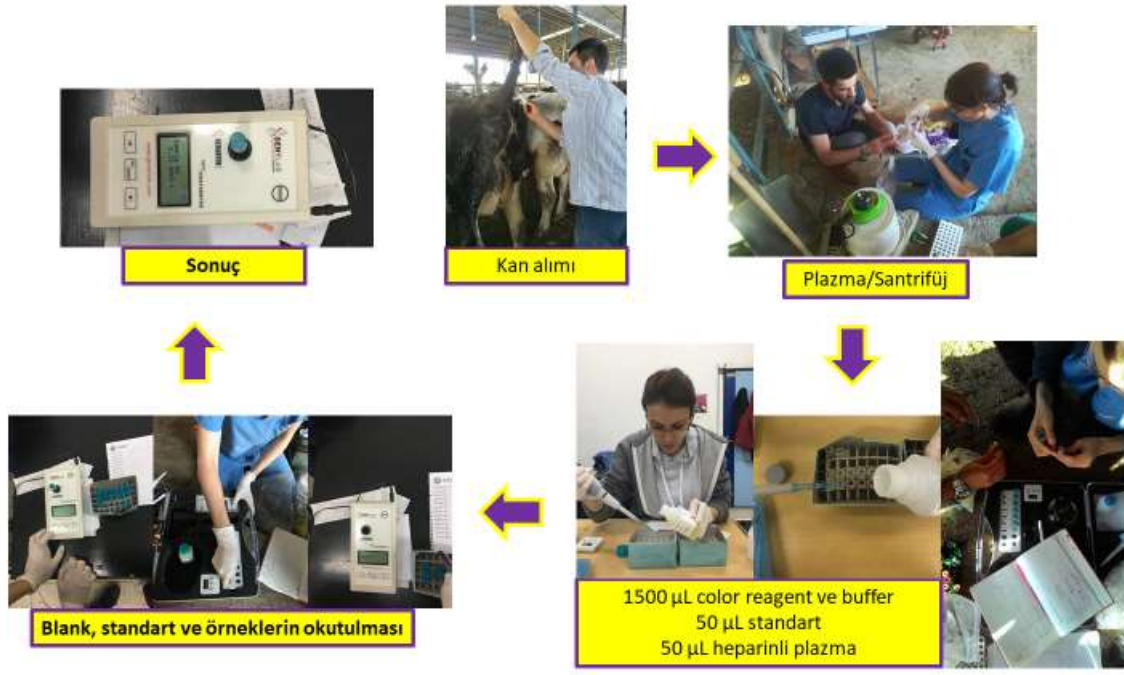 Sonuç
Kan alımı
Plazma/Santrifüj
Blank, standart ve örneklerin okutulması
1500 µL color reagent ve buffer
50 µL standart
50 µL heparinli plazma